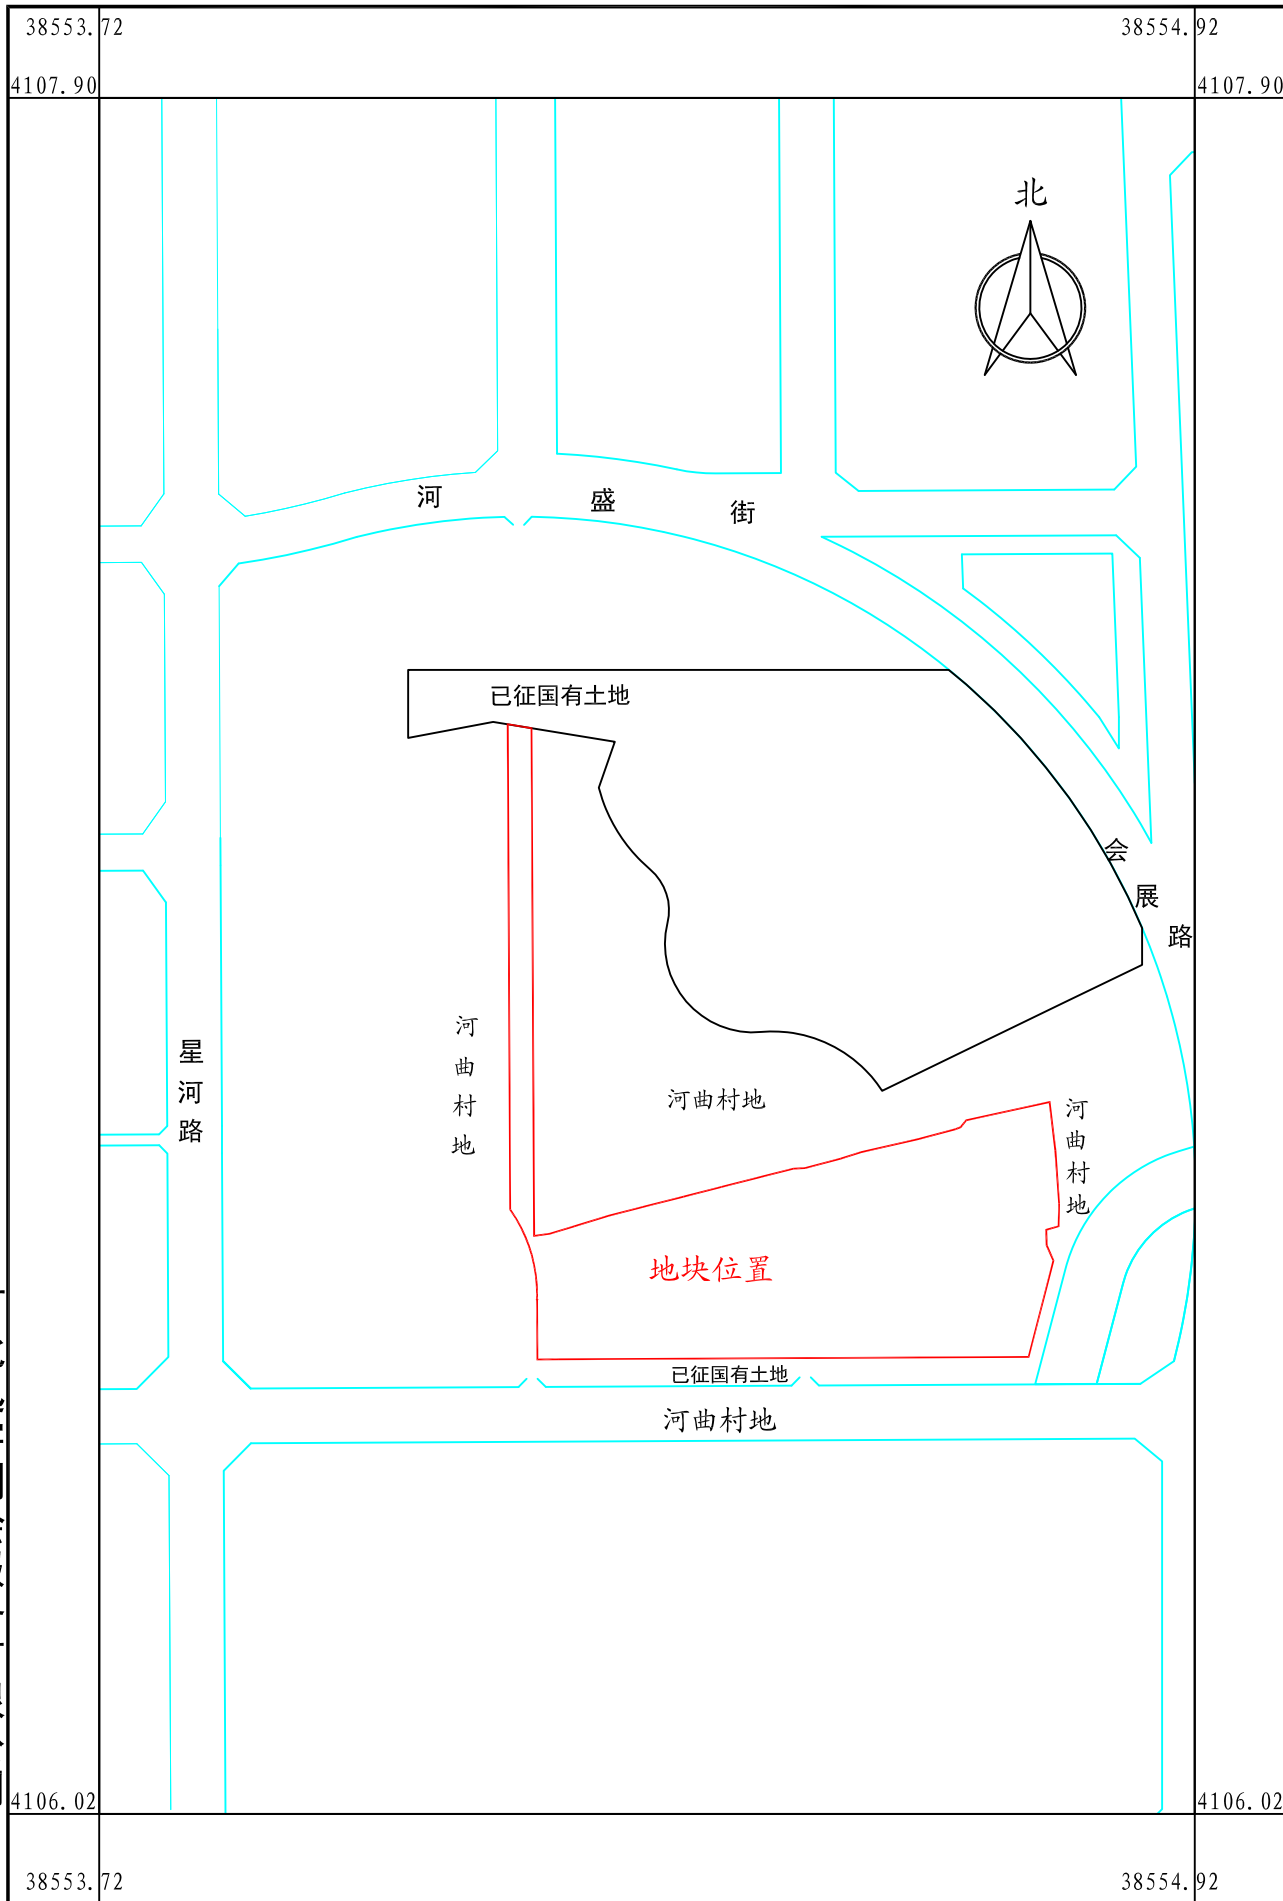 38553.72
38554.92
4107.90
4107.90
北
河盛街
已征国有土地
会展路
星河路
河曲村地
河曲村地
河曲村地
地块位置
已征国有土地
河曲村地
4106.02
4106.02
38553.72
38554.92